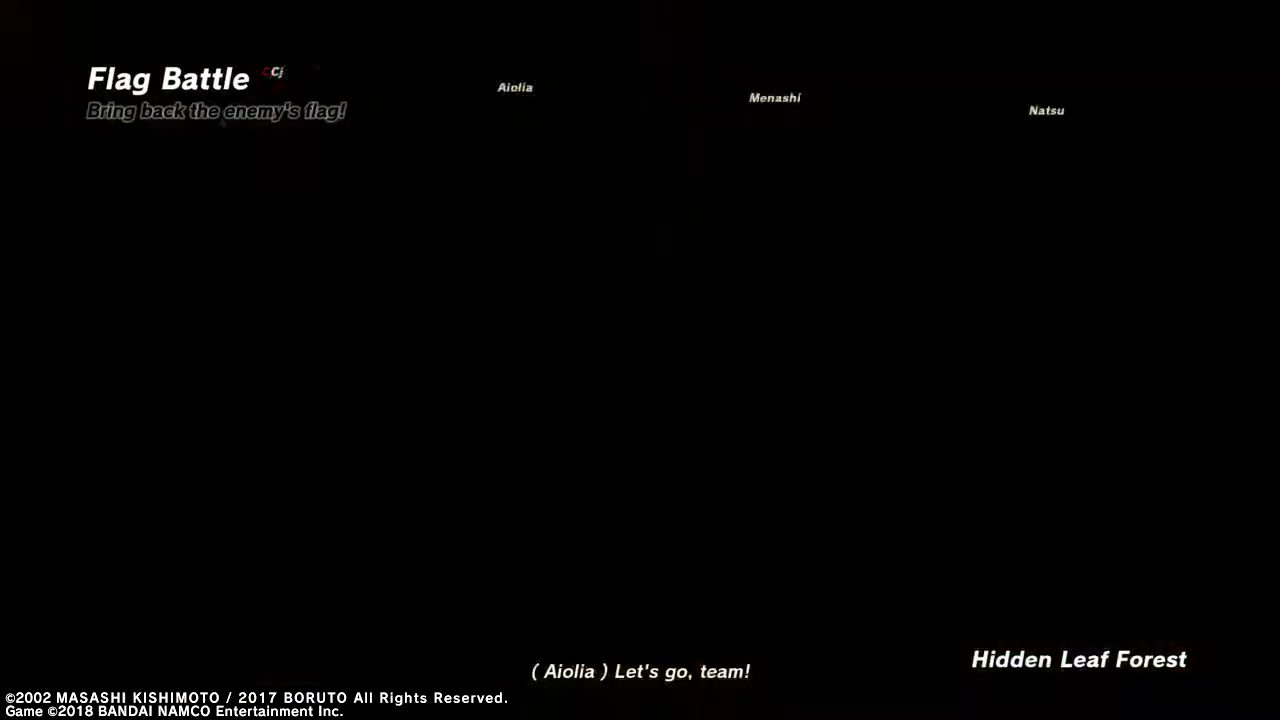 Flag Battle
Bring back the enemy's flag!
Aiolia
Menashi
Natsu
( Aiolia ) Let's go, team!
Hidden Leaf Forest
©2002 MASASHI KISHIMOTO / 2017 BORUTO All Rights Reserved.
Game ©2018 BANDAI NAMCO Entertainment Inc.